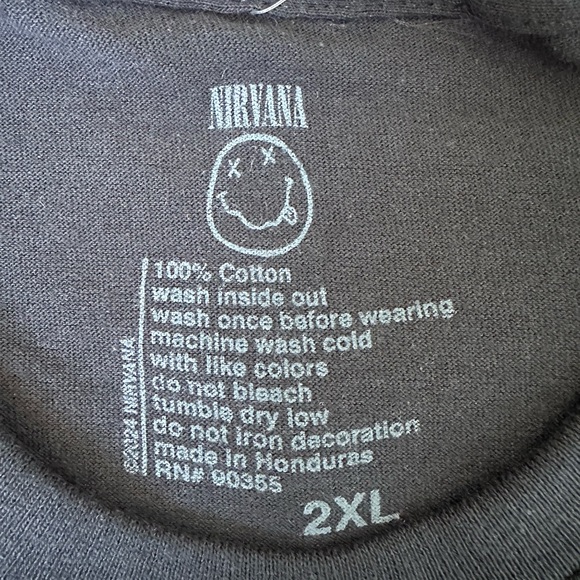 NIRVANA
100% Cotton
wash inside out
wash once before wearing
machine wash cold
with like colors
do not bleach
tumble dry low
do not iron decoration
made in Honduras
RN# 90355
©2024 NIRVANA
2XL